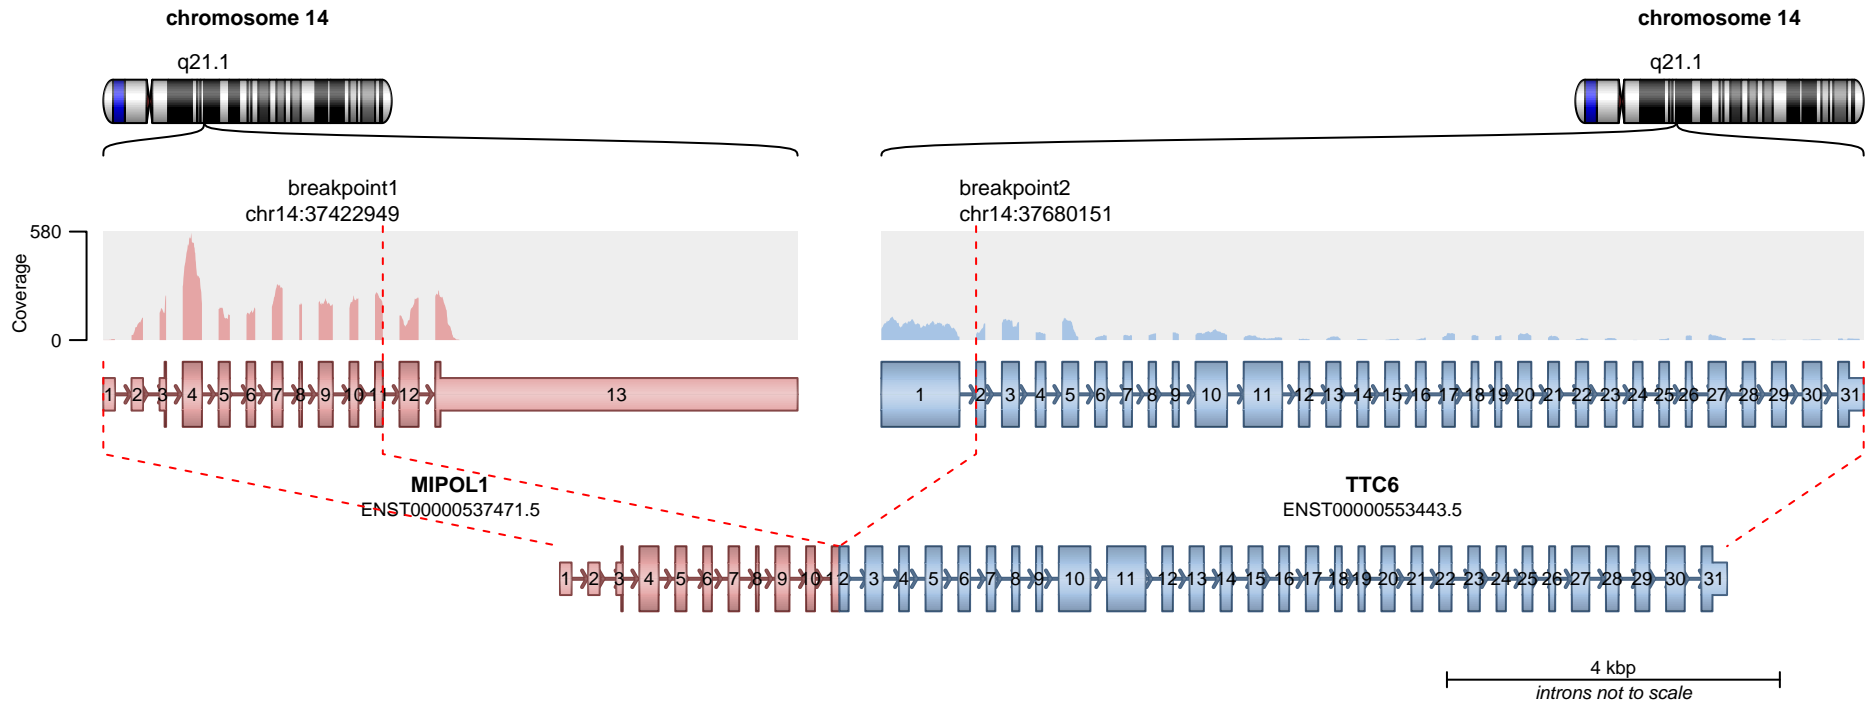 chromosome 14 chromosome 14
q21.1 q21.1
breakpoint1 breakpoint2
chr14:37422949 chr14:37680151
580
Coverage
0
1 2 3 4 5 6 7 8 9 10 11 12 13 1 2 3 4 5 6 7 8 9 10 11 12 13 14 15 16 17 18 19 20 21 22 23 24 25 26 27 28 29 30 31
MIPOL1 TTC6
ENST00000537471.5 ENST00000553443.5
1 2 3 4 5 6 7 8 9 10 11 2 3 4 5 6 7 8 9 10 11 12 13 14 15 16 17 18 19 20 21 22 23 24 25 26 27 28 29 30 31
4 kbp
introns not to scale